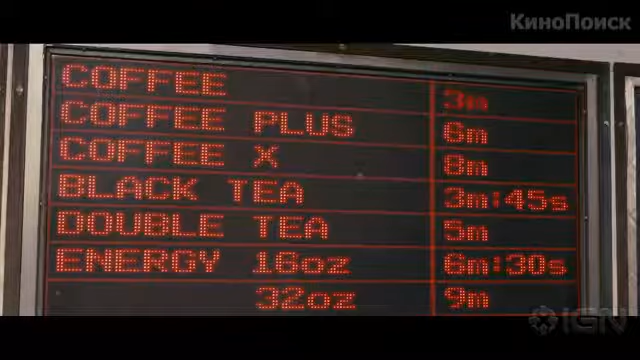 КиноПоиск
COFFEE 3m
COFFEE PLUS 6m
COFFEE X 8m
BLACK TEA 3m:45s
DOUBLE TEA 5m
ENERGY 16oz 6m:30s
32oz 9m
IGN